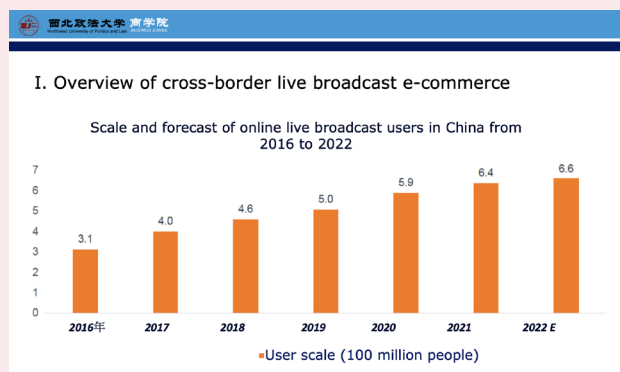 西北政法大学 商学院
Northwest University of Politics and Law
BUSINESS SCHOOL
I. Overview of cross-border live broadcast e-commerce
Scale and forecast of online live broadcast users in China from
2016 to 2022
7
6
5
4
3
2
1
0
3.1
4.0
4.6
5.0
5.9
6.4
6.6
2016年 2017 2018 2019 2020 2021 2022 E
User scale (100 million people)